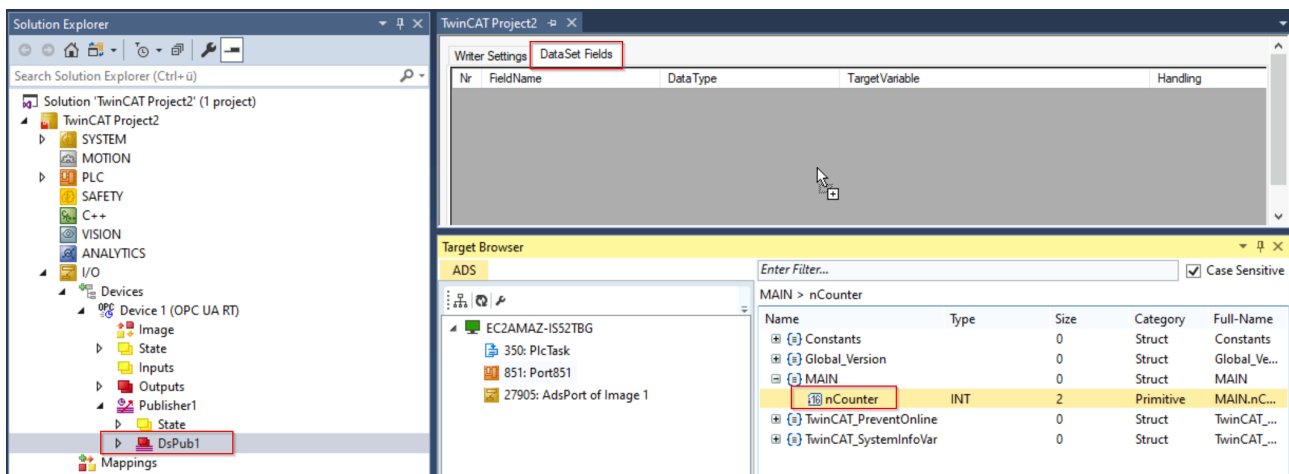 Solution Explorer
Search Solution Explorer (Ctrl+ü)
Solution 'TwinCAT Project2' (1 project)
TwinCAT Project2
SYSTEM
MOTION
PLC
SAFETY
C++
VISION
ANALYTICS
I/O
Devices
Device 1 (OPC UA RT)
Image
State
Inputs
Outputs
Publisher1
State
DsPub1
Mappings
TwinCAT Project2
Writer Settings DataSet Fields
Nr FieldName DataType TargetVariable Handling
Target Browser
ADS
EC2AMAZ-IS52TBG
350: PlcTask
851: Port851
27905: AdsPort of Image 1
Enter Filter... Case Sensitive
MAIN > nCounter
Name Type Size Category Full-Name
Constants 0 Struct Constants
Global_Version 0 Struct Global_Ve...
MAIN 0 Struct MAIN
nCounter INT 2 Primitive MAIN.nC...
TwinCAT_PreventOnline 0 Struct TwinCAT_...
TwinCAT_SystemInfoVar 0 Struct TwinCAT_...